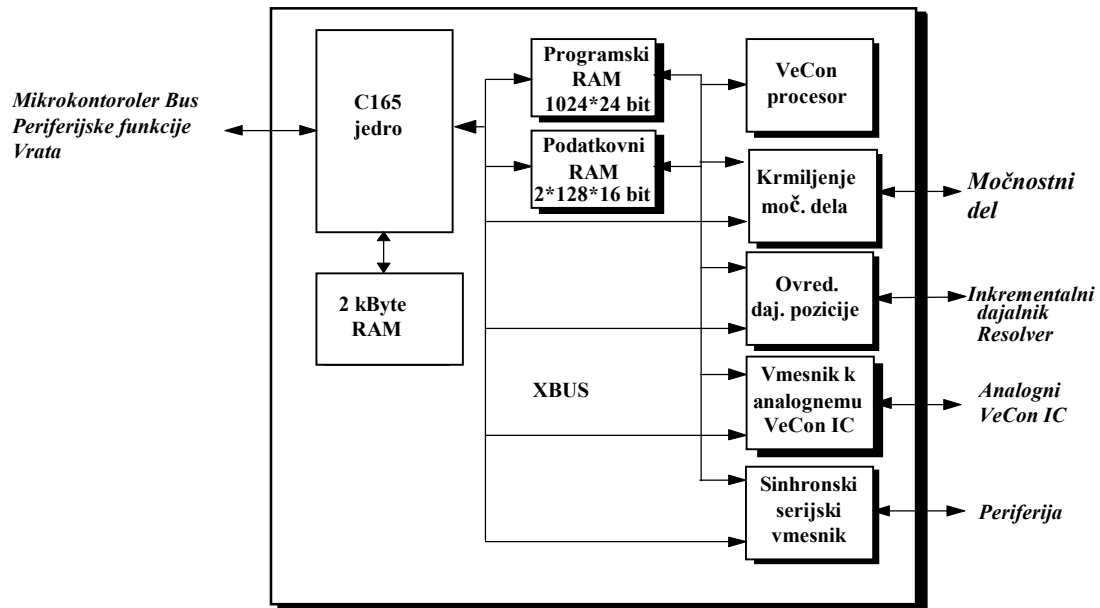 Mikrokontoroler Bus
Periferijske funkcije
Vrata
C165
jedro
2 kByte
RAM
Programski
RAM
1024*24 bit
Podatkovni
RAM
2*128*16 bit
XBUS
VeCon
procesor
Krmiljenje
moč. dela
Ovred.
daj. pozicije
Vmesnik k
analognemu
VeCon IC
Sinhronski
serijski
vmesnik
Močnostni
del
Inkrementalni
dajalnik
Resolver
Analogni
VeCon IC
Periferija